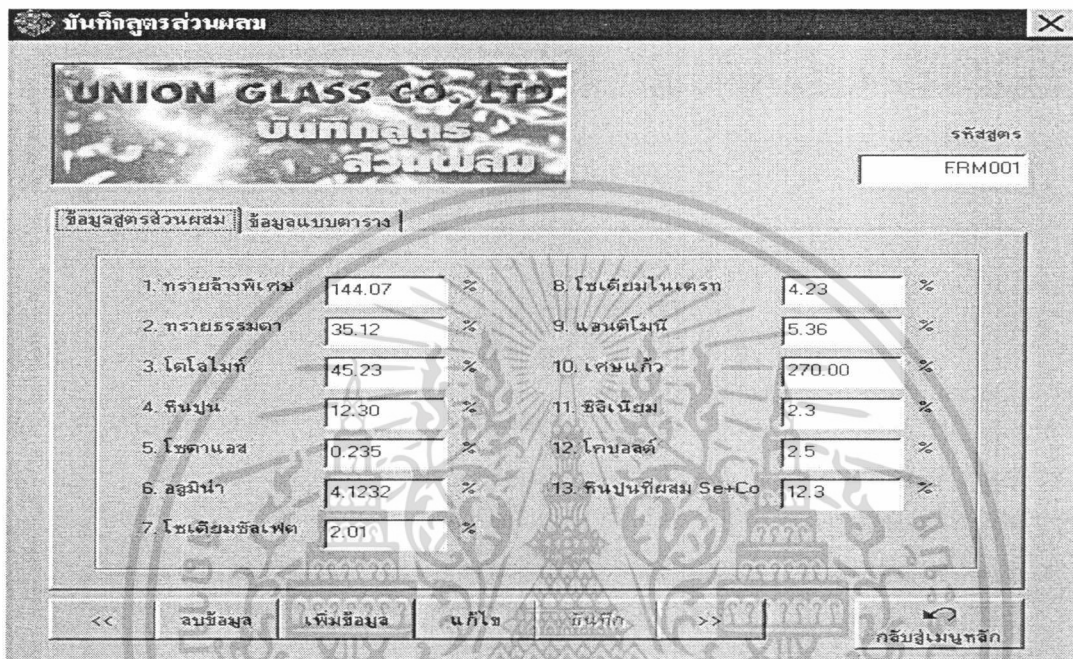 บันทึกสูตรส่วนผสม
UNION GLASS CO., LTD
บันทึกสูตร
ส่วนผสม
รหัสสูตร
FRM001
ข้อมูลสูตรส่วนผสม ข้อมูลแบบตาราง
1. ทรายล้างพิเศษ 144.07 % 8. โซเดียมไนเตรท 4.23 %
2. ทรายธรรมดา 35.12 % 9. แอนติโมนี 5.36 %
3. โดโลไมท์ 45.23 % 10. เศษแก้ว 270.00 %
4. หินปูน 12.30 % 11. ซิลิเนียม 2.3 %
5. โซดาแอส 0.235 % 12. โคบอลต์ 2.5 %
6. อลูมิน่า 4.1232 % 13. หินปูนที่ผสม Se+Co 12.3 %
7. โซเดียมซัลเฟต 2.01 %
<< ลบข้อมูล เพิ่มข้อมูล แก้ไข บันทึก >> กลับสู่เมนูหลัก